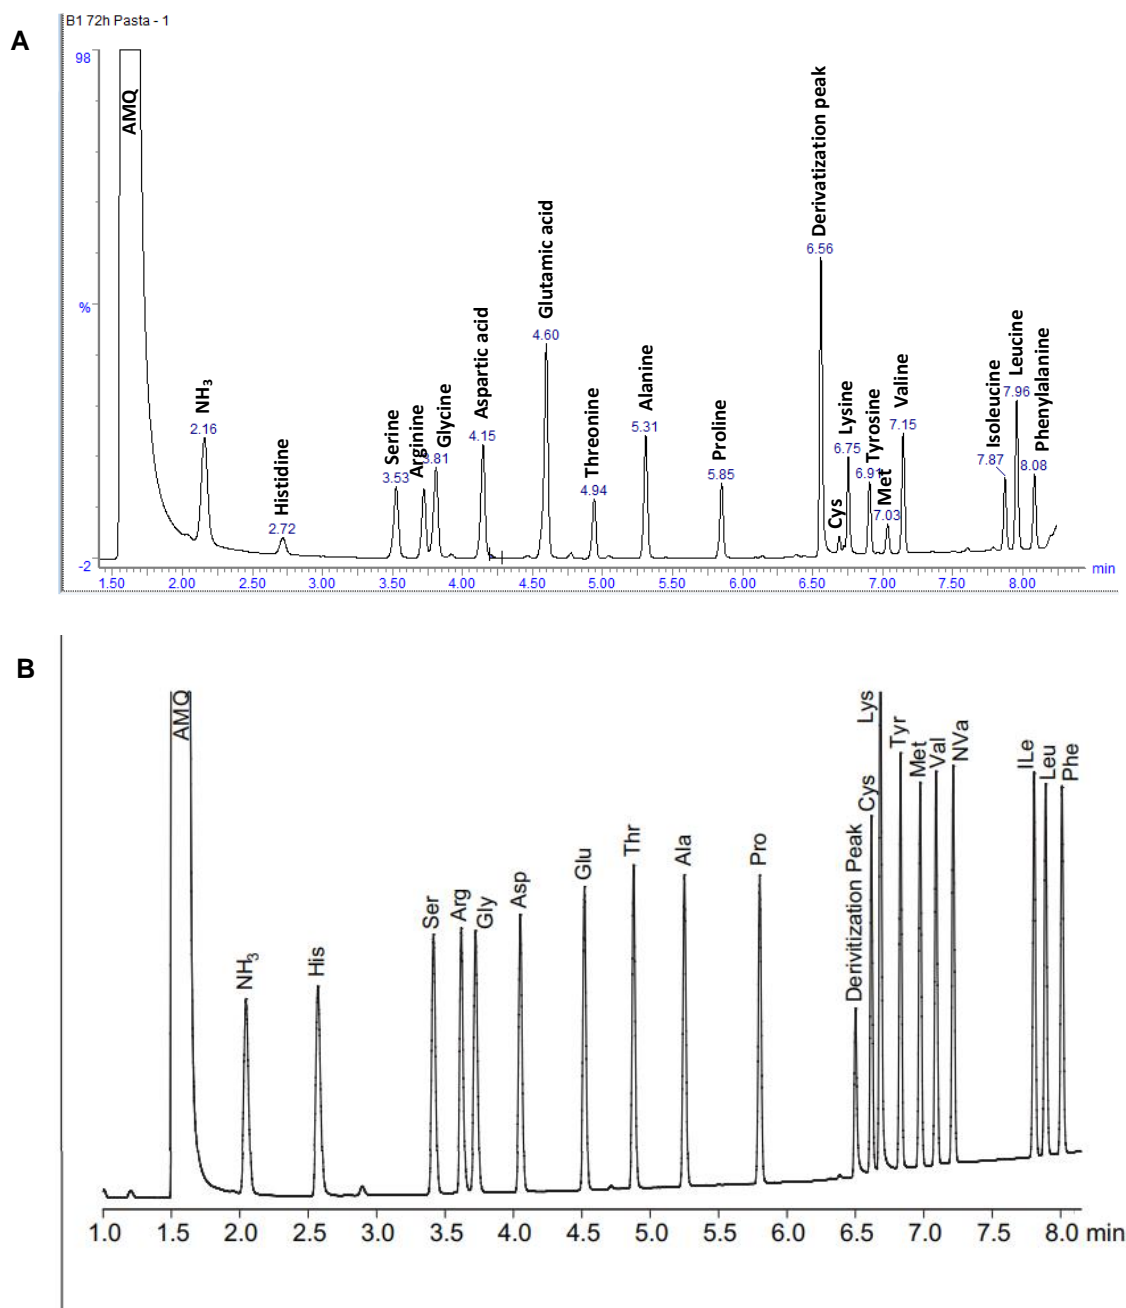 B1 72h Pasta - 1
A
98
%
-2
AMQ
NH₃
2.16
Histidine
2.72
Serine
3.53
Arginine
Glycine
3.81
Aspartic acid
4.15
Glutamic acid
4.60
Threonine
4.94
Alanine
5.31
Proline
5.85
Derivatization peak
6.56
Cys
Lysine
6.75
Tyrosine
6.91
Met
7.03
Valine
7.15
Isoleucine
7.87
Leucine
7.96
Phenylalanine
8.08
1.50 2.00 2.50 3.00 3.50 4.00 4.50 5.00 5.50 6.00 6.50 7.00 7.50 8.00 min
B
AMQ
NH₃
His
Ser
Arg
Gly
Asp
Glu
Thr
Ala
Pro
Derivitization Peak
Cys
Lys
Tyr
Met
Val
NVa
ILe
Leu
Phe
1.0 1.5 2.0 2.5 3.0 3.5 4.0 4.5 5.0 5.5 6.0 6.5 7.0 7.5 8.0 min